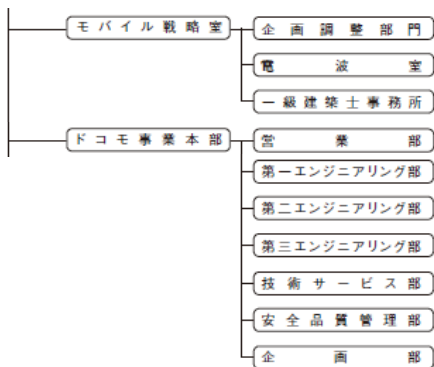 モバイル戦略室
企画調整部門
電波室
一級建築士事務所
ドコモ事業本部
営業部
第一エンジニアリング部
第二エンジニアリング部
第三エンジニアリング部
技術サービス部
安全品質管理部
企画部